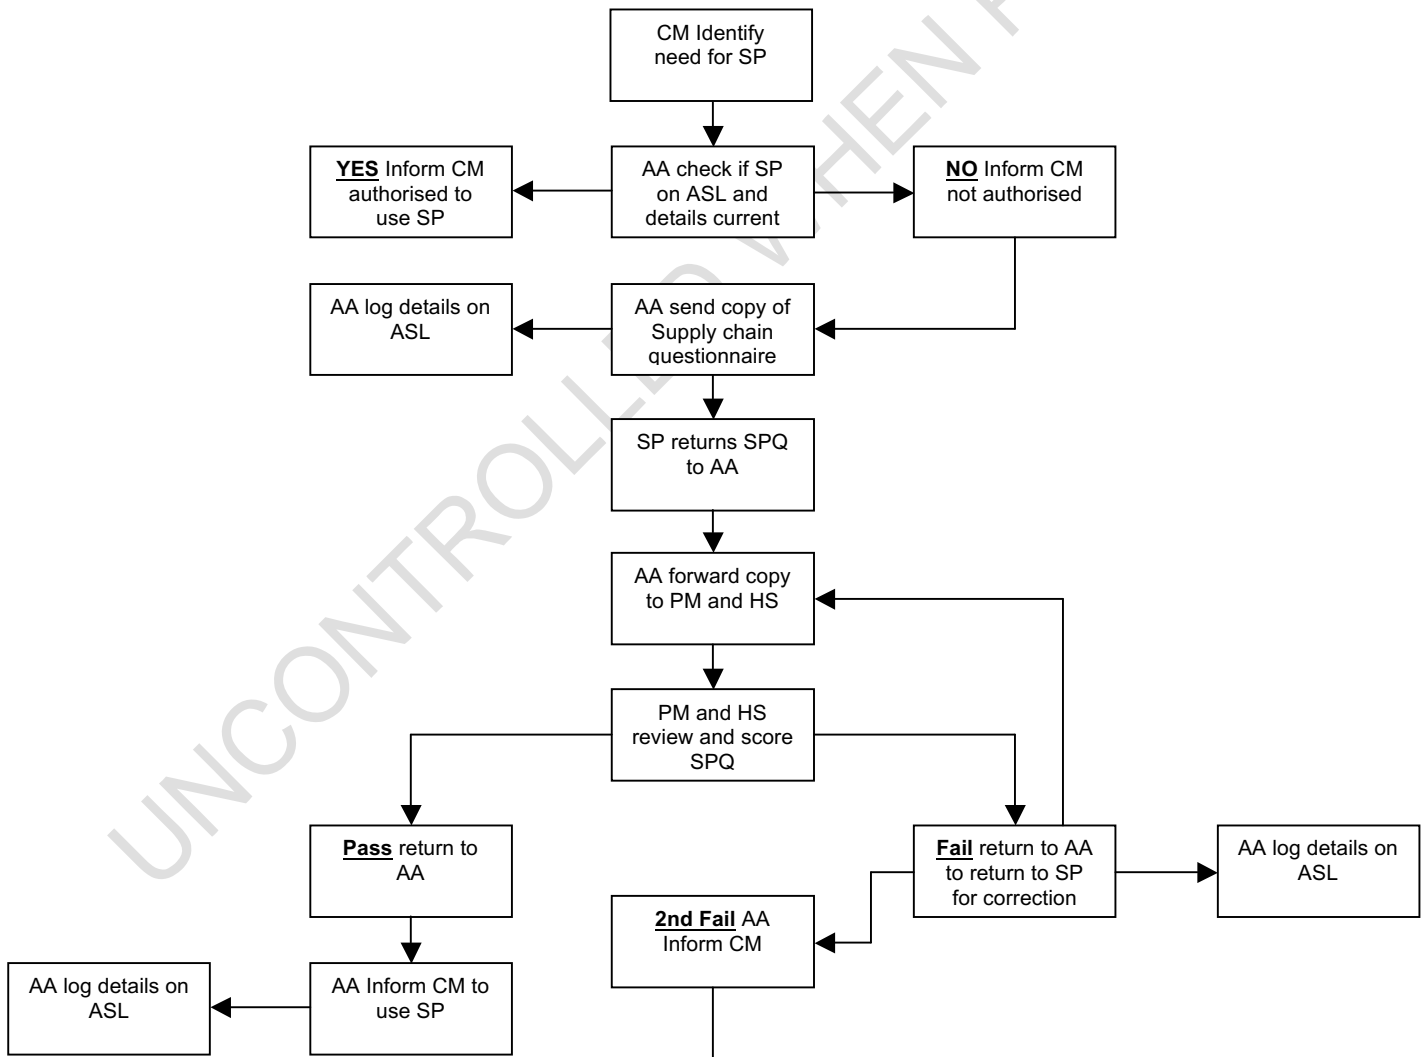 CM Identify
need for SP
YES Inform CM
authorised to
use SP
AA check if SP
on ASL and
details current
NO Inform CM
not authorised
AA log details on
ASL
AA send copy of
Supply chain
questionnaire
SP returns SPQ
to AA
AA forward copy
to PM and HS
PM and HS
review and score
SPQ
Pass return to
AA
Fail return to AA
to return to SP
for correction
AA log details on
ASL
2nd Fail AA
Inform CM
AA log details on
ASL
AA Inform CM to
use SP
UNCONTROLLED WHEN